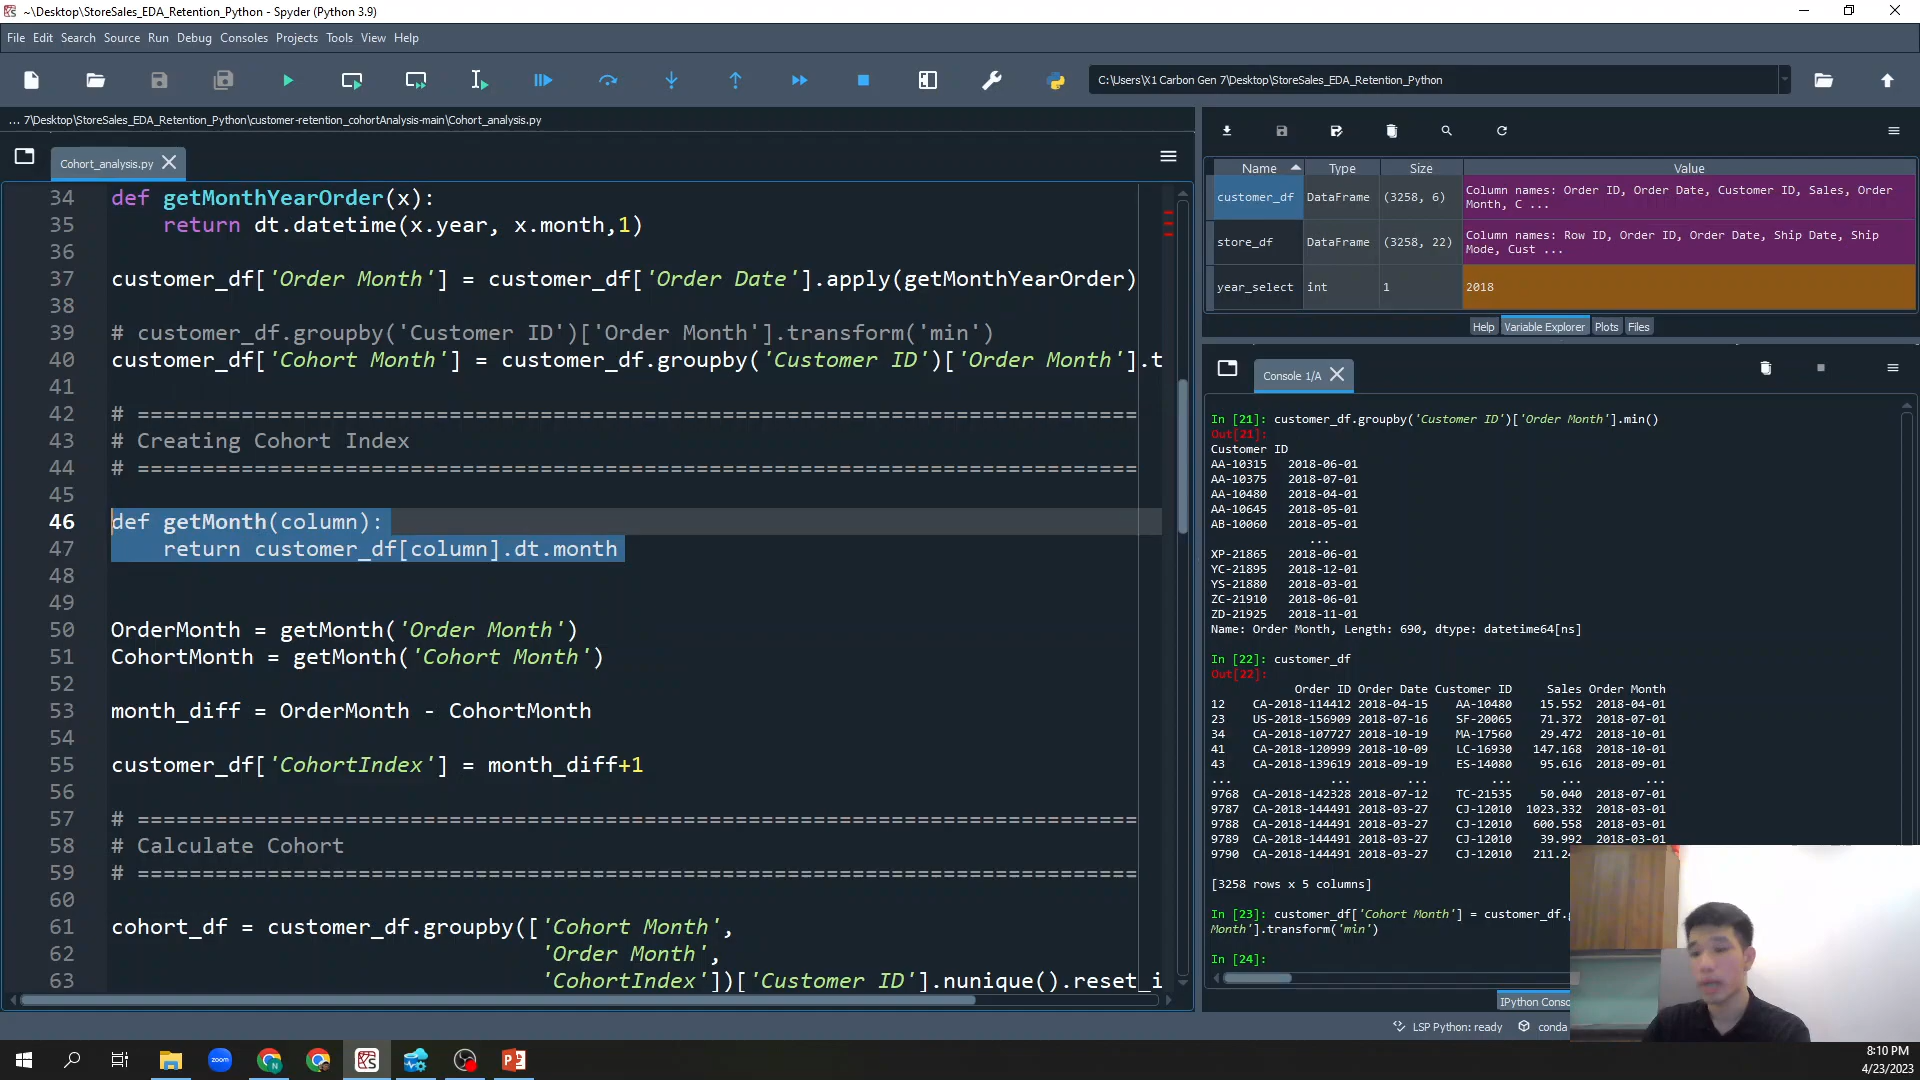 ~\Desktop\StoreSales_EDA_Retention_Python - Spyder (Python 3.9)
File Edit Search Source Run Debug Consoles Projects Tools View Help
C:\Users\X1 Carbon Gen 7\Desktop\StoreSales_EDA_Retention_Python
... 7\Desktop\StoreSales_EDA_Retention_Python\customer-retention_cohortAnalysis-main\Cohort_analysis.py
Cohort_analysis.py
34 def getMonthYearOrder(x):
35 return dt.datetime(x.year, x.month,1)
36
37 customer_df['Order Month'] = customer_df['Order Date'].apply(getMonthYearOrder)
38
39 # customer_df.groupby('Customer ID')['Order Month'].transform('min')
40 customer_df['Cohort Month'] = customer_df.groupby('Customer ID')['Order Month'].t
41
42 # =============================================================================
43 # Creating Cohort Index
44 # =============================================================================
45
46 def getMonth(column):
47 return customer_df[column].dt.month
48
49
50 OrderMonth = getMonth('Order Month')
51 CohortMonth = getMonth('Cohort Month')
52
53 month_diff = OrderMonth - CohortMonth
54
55 customer_df['CohortIndex'] = month_diff+1
56
57 # =============================================================================
58 # Calculate Cohort
59 # =============================================================================
60
61 cohort_df = customer_df.groupby(['Cohort Month',
62 'Order Month',
63 'CohortIndex'])['Customer ID'].nunique().reset_i
Name Type Size Value
customer_df DataFrame (3258, 6) Column names: Order ID, Order Date, Customer ID, Sales, Order
Month, C ...
store_df DataFrame (3258, 22) Column names: Row ID, Order ID, Order Date, Ship Date, Ship
Mode, Cust ...
year_select int 1 2018
Help Variable Explorer Plots Files
Console 1/A
In [21]: customer_df.groupby('Customer ID')['Order Month'].min()
Out[21]:
Customer ID
AA-10315 2018-06-01
AA-10375 2018-07-01
AA-10480 2018-04-01
AA-10645 2018-05-01
AB-10060 2018-05-01
...
XP-21865 2018-06-01
YC-21895 2018-12-01
YS-21880 2018-03-01
ZC-21910 2018-06-01
ZD-21925 2018-11-01
Name: Order Month, Length: 690, dtype: datetime64[ns]
In [22]: customer_df
Out[22]:
Order ID Order Date Customer ID Sales Order Month
12 CA-2018-114412 2018-04-15 AA-10480 15.552 2018-04-01
23 US-2018-156909 2018-07-16 SF-20065 71.372 2018-07-01
34 CA-2018-107727 2018-10-19 MA-17560 29.472 2018-10-01
41 CA-2018-120999 2018-10-09 LC-16930 147.168 2018-10-01
43 CA-2018-139619 2018-09-19 ES-14080 95.616 2018-09-01
... ... ... ... ... ...
9768 CA-2018-142328 2018-07-12 TC-21535 50.040 2018-07-01
9787 CA-2018-144491 2018-03-27 CJ-12010 1023.332 2018-03-01
9788 CA-2018-144491 2018-03-27 CJ-12010 600.558 2018-03-01
9789 CA-2018-144491 2018-03-27 CJ-12010 39.992 2018-03-01
9790 CA-2018-144491 2018-03-27 CJ-12010 211.24
[3258 rows x 5 columns]
In [23]: customer_df['Cohort Month'] = customer_df.g
Month'].transform('min')
In [24]:
IPython Conso
LSP Python: ready conda
zoom
8:10 PM
4/23/2023